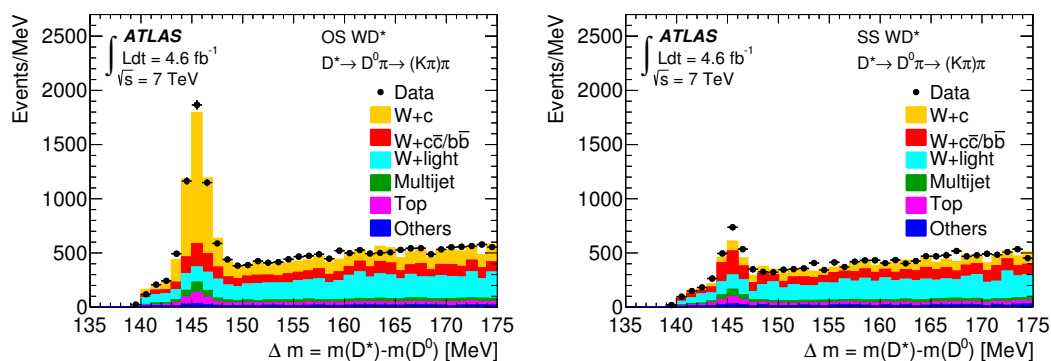 Events/MeV
2500
2000
1500
1000
500
0
ATLAS
∫ Ldt = 4.6 fb⁻¹
√s = 7 TeV
OS WD*
D*→ D⁰π→ (Kπ)π
Data
W+c
W+cc̅/bb̅
W+light
Multijet
Top
Others
135 140 145 150 155 160 165 170 175
Δ m = m(D*)-m(D⁰) [MeV]
Events/MeV
2500
2000
1500
1000
500
0
ATLAS
∫ Ldt = 4.6 fb⁻¹
√s = 7 TeV
SS WD*
D*→ D⁰π→ (Kπ)π
Data
W+c
W+cc̅/bb̅
W+light
Multijet
Top
Others
135 140 145 150 155 160 165 170 175
Δ m = m(D*)-m(D⁰) [MeV]